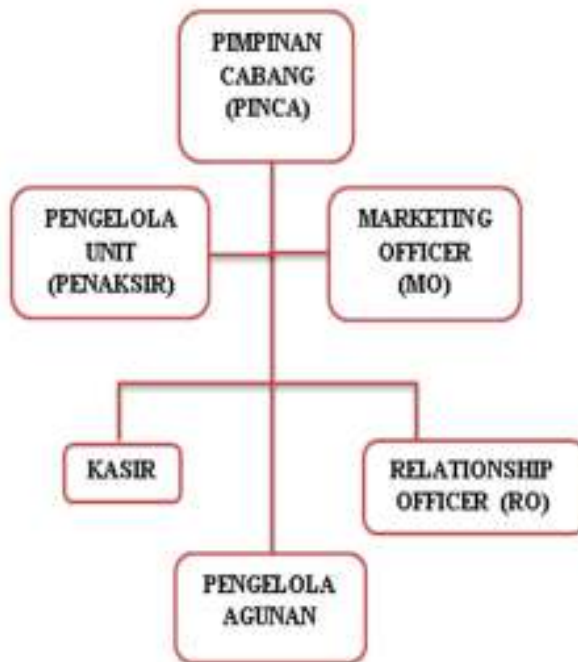 PIMPINAN
CABANG
(PINCA)
PENGELOLA
UNIT
(PENAKSIR)
MARKETING
OFFICER
(MO)
KASIR
RELATIONSHIP
OFFICER (RO)
PENGELOLA
AGUNAN